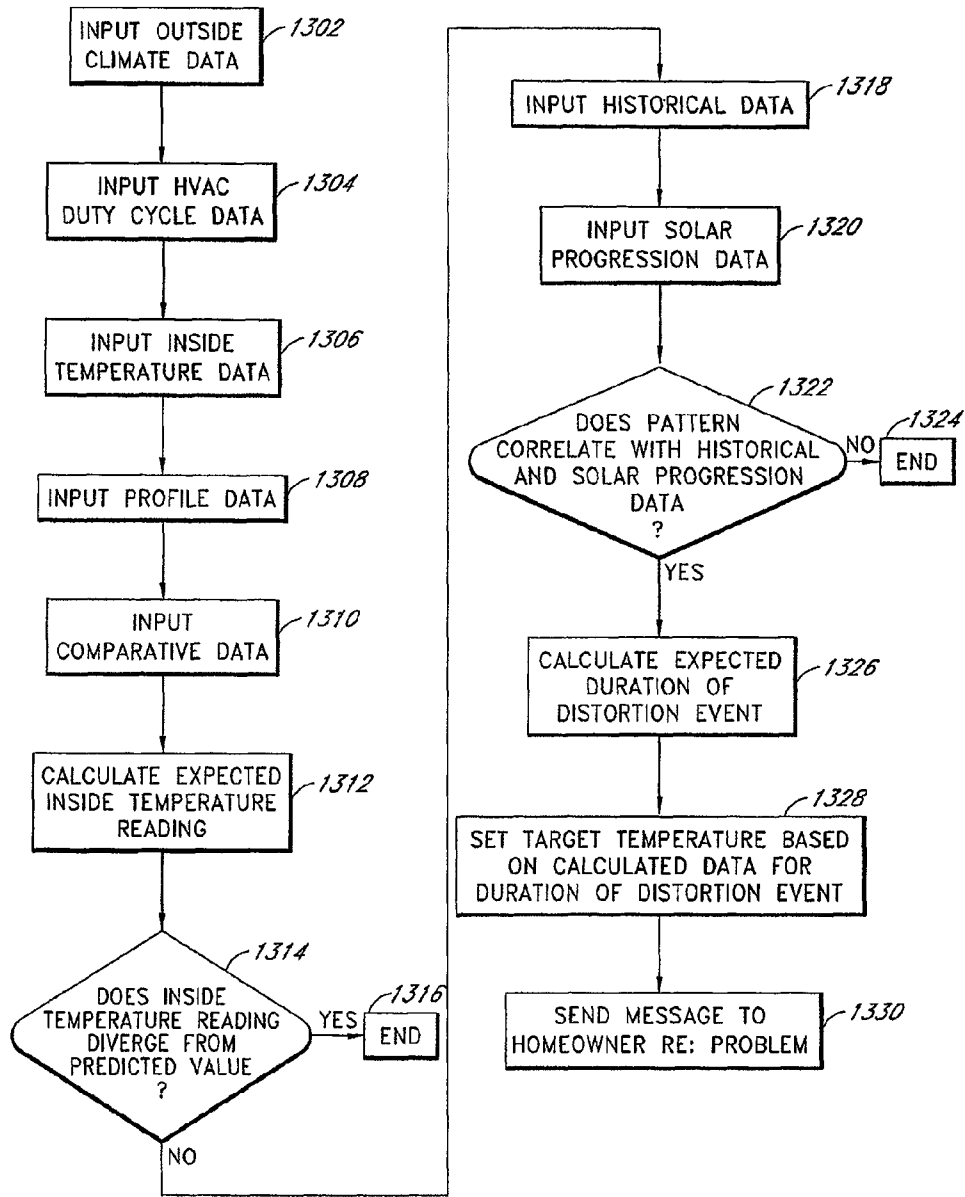 INPUT OUTSIDE
CLIMATE DATA
1302
INPUT HVAC
DUTY CYCLE DATA
1304
INPUT INSIDE
TEMPERATURE DATA
1306
INPUT PROFILE DATA
1308
INPUT
COMPARATIVE DATA
1310
CALCULATE EXPECTED
INSIDE TEMPERATURE
READING
1312
DOES INSIDE
TEMPERATURE READING
DIVERGE FROM
PREDICTED VALUE
?
1314
YES
1316
END
NO
INPUT HISTORICAL DATA
1318
INPUT SOLAR
PROGRESSION DATA
1320
DOES PATTERN
CORRELATE WITH HISTORICAL
AND SOLAR PROGRESSION
DATA
?
1322
NO
1324
END
YES
CALCULATE EXPECTED
DURATION OF
DISTORTION EVENT
1326
SET TARGET TEMPERATURE BASED
ON CALCULATED DATA FOR
DURATION OF DISTORTION EVENT
1328
SEND MESSAGE TO
HOMEOWNER RE: PROBLEM
1330